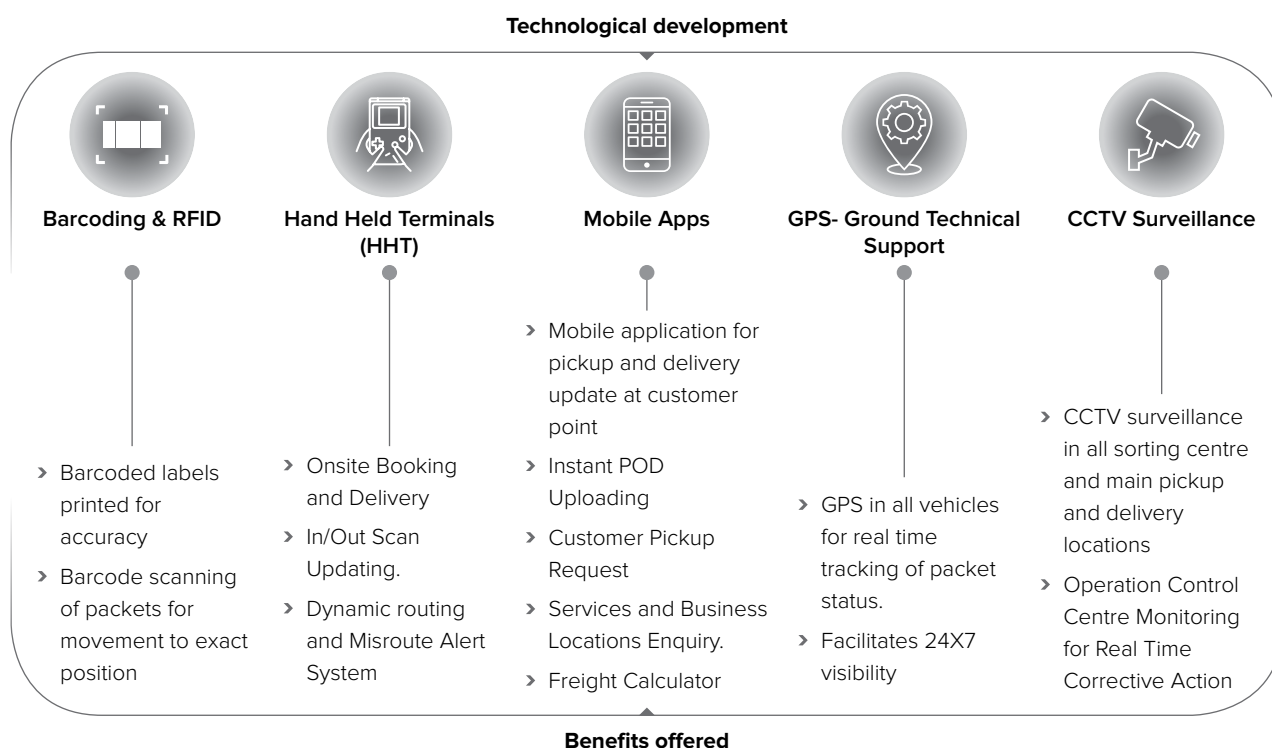 Technological development
Barcoding & RFID
Hand Held Terminals
(HHT)
Mobile Apps
GPS- Ground Technical
Support
CCTV Surveillance
› Barcoded labels
printed for
accuracy
› Barcode scanning
of packets for
movement to exact
position
› Onsite Booking
and Delivery
› In/Out Scan
Updating.
› Dynamic routing
and Misroute Alert
System
› Mobile application for
pickup and delivery
update at customer
point
› Instant POD
Uploading
› Customer Pickup
Request
› Services and Business
Locations Enquiry.
› Freight Calculator
› GPS in all vehicles
for real time
tracking of packet
status.
› Facilitates 24X7
visibility
› CCTV surveillance
in all sorting centre
and main pickup
and delivery
locations
› Operation Control
Centre Monitoring
for Real Time
Corrective Action
Benefits offered